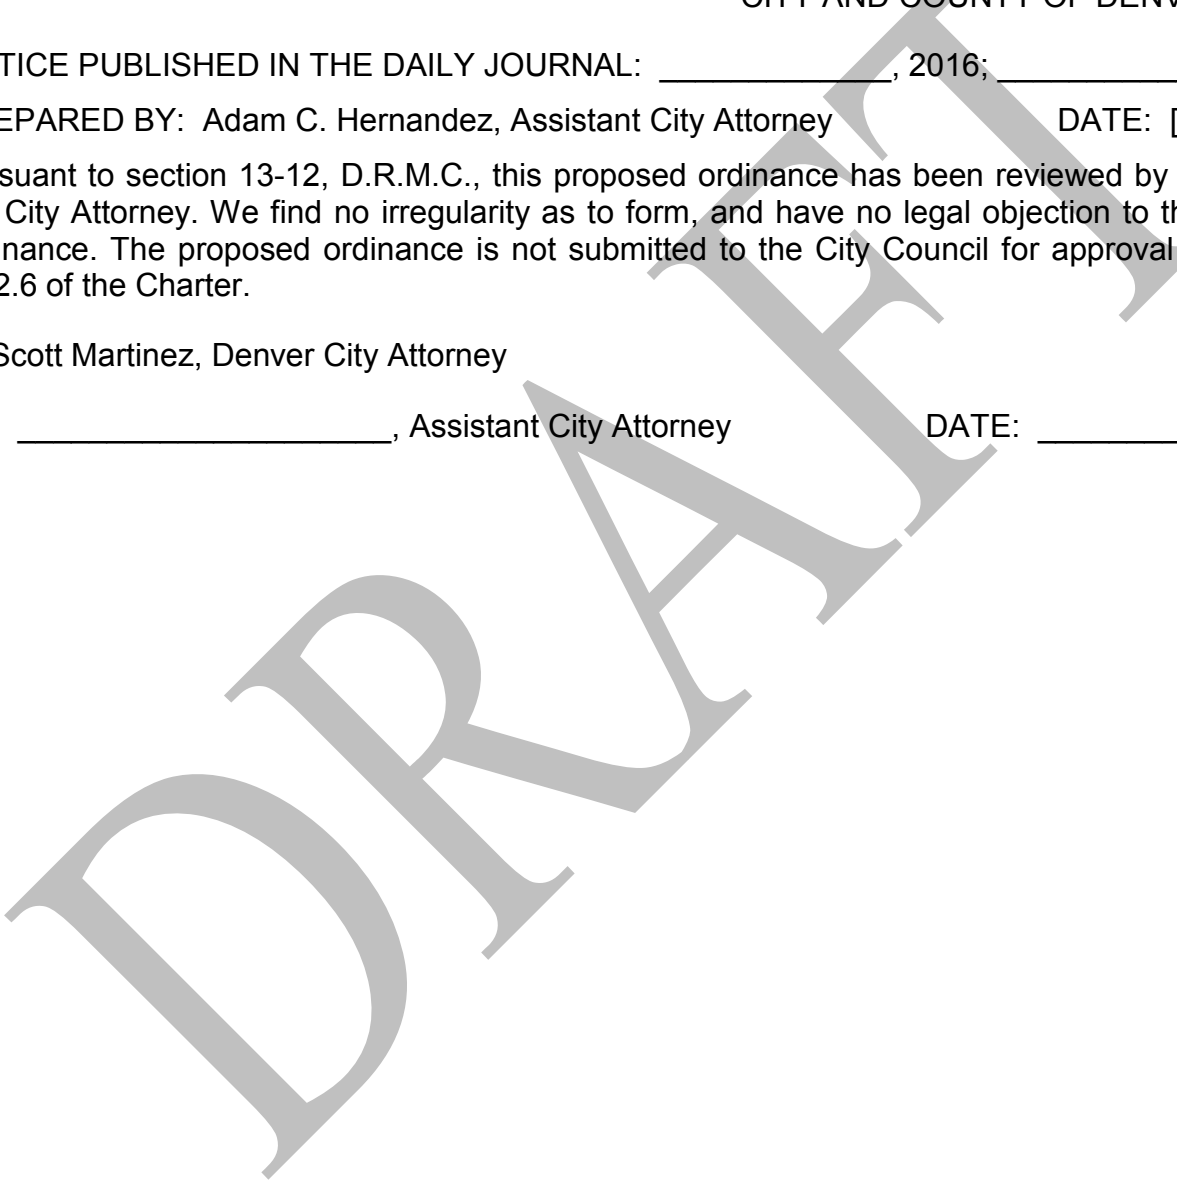 CITY AND COUNTY OF DENV
TICE PUBLISHED IN THE DAILY JOURNAL: _____________, 2016; __________
EPARED BY: Adam C. Hernandez, Assistant City Attorney DATE: [
suant to section 13-12, D.R.M.C., this proposed ordinance has been reviewed by
City Attorney. We find no irregularity as to form, and have no legal objection to th
inance. The proposed ordinance is not submitted to the City Council for approval
2.6 of the Charter.
Scott Martinez, Denver City Attorney
_____________________, Assistant City Attorney DATE: ________
DRAFT